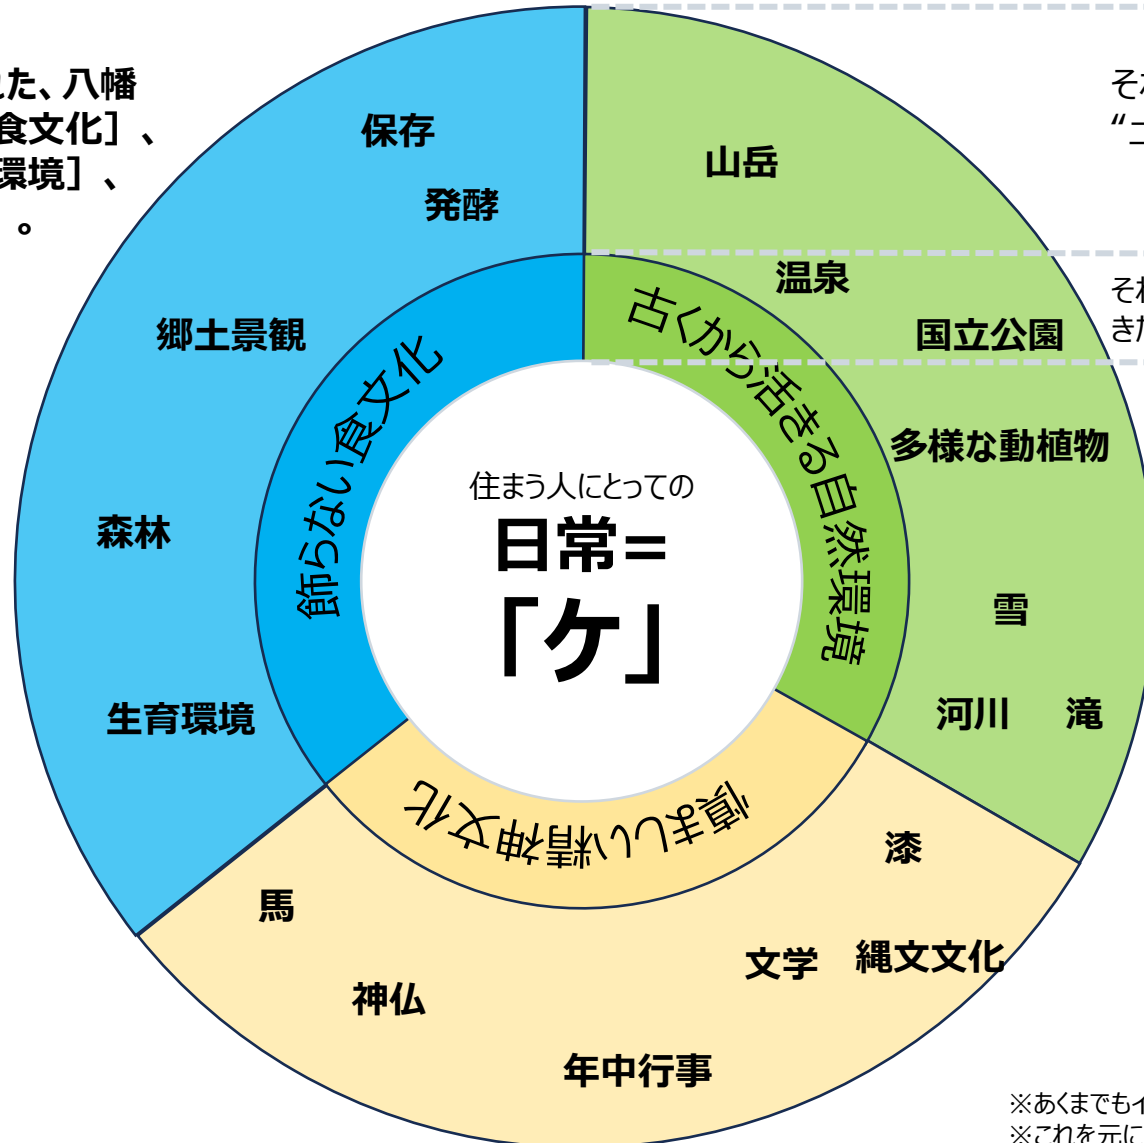 た、八幡
食文化］、
環境］、
。
保存
発酵
郷土景観
森林
生育環境
飾らない食文化
山岳
温泉
国立公園
多様な動植物
雪
河川
滝
古くから活きる自然環境
住まう人にとっての
日常=
「ケ」
慎ましい精神文化
漆
縄文文化
文学
年中行事
神仏
馬
そ
“
それ
き
※あくまでもイ
※これを元に